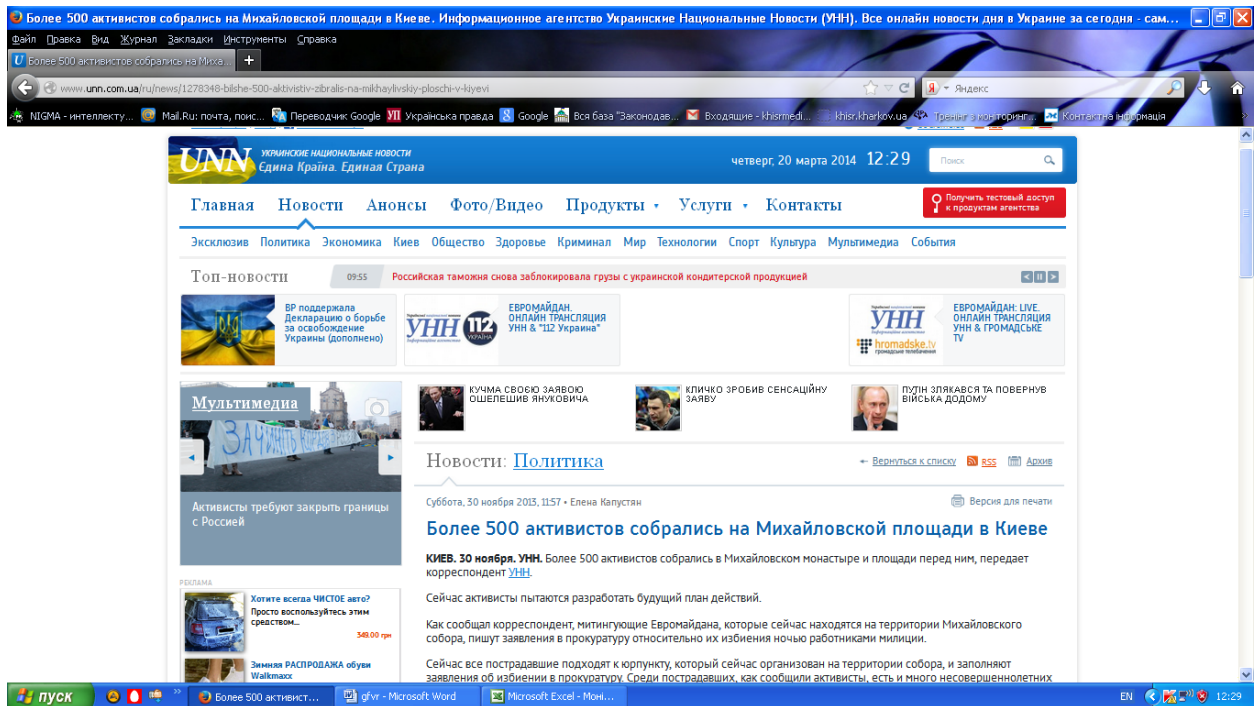 Более 500 активистов собрались на Михайловской площади в Киеве. Информационное агентство Украинские Национальные Новости (УНН). Все онлайн новости дня в Украине за сегодня - сам...
Файл Правка Вид Журнал Закладки Инструменты Справка
Более 500 активистов собрались на Миха... +
www.unn.com.ua/ru/news/1278348-bilshe-500-aktivistiv-zibralis-na-mikhaylivskiy-ploschi-v-kiyevi
Яндекс
NIGMA - интеллекту... Mail.Ru: почта, поис... Переводчик Google Українська правда Google Вся база "Законодав... Входящие - khisrmedi... khisr.kharkov.ua Тренінг з моніторинг... Контактна інформація
UNN УКРАИНСКИЕ НАЦИОНАЛЬНЫЕ НОВОСТИ
Єдина Країна. Единая Страна
четверг, 20 марта 2014 12:29 Поиск
Главная Новости Анонсы Фото/Видео Продукты Услуги Контакты
Получить тестовый доступ
к продуктам агентства
Эксклюзив Политика Экономика Киев Общество Здоровье Криминал Мир Технологии Спорт Культура Мультимедиа События
Топ-новости 09:55 Российская таможня снова заблокировала грузы с украинской кондитерской продукцией
ВР поддержала
Декларацию о борьбе
за освобождение
Украины (дополнено)
УНН 112 УКРАЇНА
ЕВРОМАЙДАН.
ОНЛАЙН ТРАНСЛЯЦИЯ
УНН & "112 Украина"
УНН
hromadske.tv
громадське телебачення
ЕВРОМАЙДАН: LIVE.
ОНЛАЙН ТРАНСЛЯЦИЯ
УНН & ГРОМАДСЬКЕ
TV
Мультимедиа
ЗАЧИНІТЬ КОРДОН
Активисты требуют закрыть границы
с Россией
КУЧМА СВОЄЮ ЗАЯВОЮ
ОШЕЛЕШИВ ЯНУКОВИЧА
КЛИЧКО ЗРОБИВ СЕНСАЦІЙНУ
ЗАЯВУ
ПУТІН ЗЛЯКАВСЯ ТА ПОВЕРНУВ
ВІЙСЬКА ДОДОМУ
Новости: Политика
← Вернуться к списку RSS Архив
Суббота, 30 ноября 2013, 11:57 • Елена Капустян
Версия для печати
Более 500 активистов собрались на Михайловской площади в Киеве
КИЕВ. 30 ноября. УНН. Более 500 активистов собрались в Михайловском монастыре и площади перед ним, передает
корреспондент УНН.
Сейчас активисты пытаются разработать будущий план действий.
Как сообщал корреспондент, митингующие Евромайдана, которые сейчас находятся на территории Михайловского
собора, пишут заявления в прокуратуру относительно их избиения ночью работниками милиции.
Сейчас все пострадавшие подходят к юрпункту, который сейчас организован на территории собора, и заполняют
заявления об избиении в прокуратуру. Среди пострадавших, как сообщили активисты, есть и много несовершеннолетних
РЕКЛАМА
Хотите всегда ЧИСТОЕ авто?
Просто воспользуйтесь этим
средством...
349.00 грн
Зимняя РАСПРОДАЖА обуви
Walkmaxx
пуск
Более 500 активист... gfvr - Microsoft Word Microsoft Excel - Моні...
EN 12:29